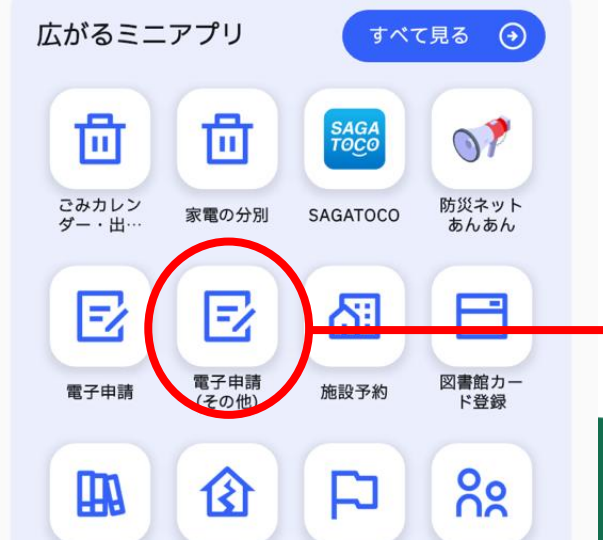 広がるミニアプリ
すべて見る
SAGA
TOCO
ごみカレン
ダー・出…
家電の分別
SAGATOCO
防災ネット
あんあん
電子申請
電子申請
(その他)
施設予約
図書館カー
ド登録